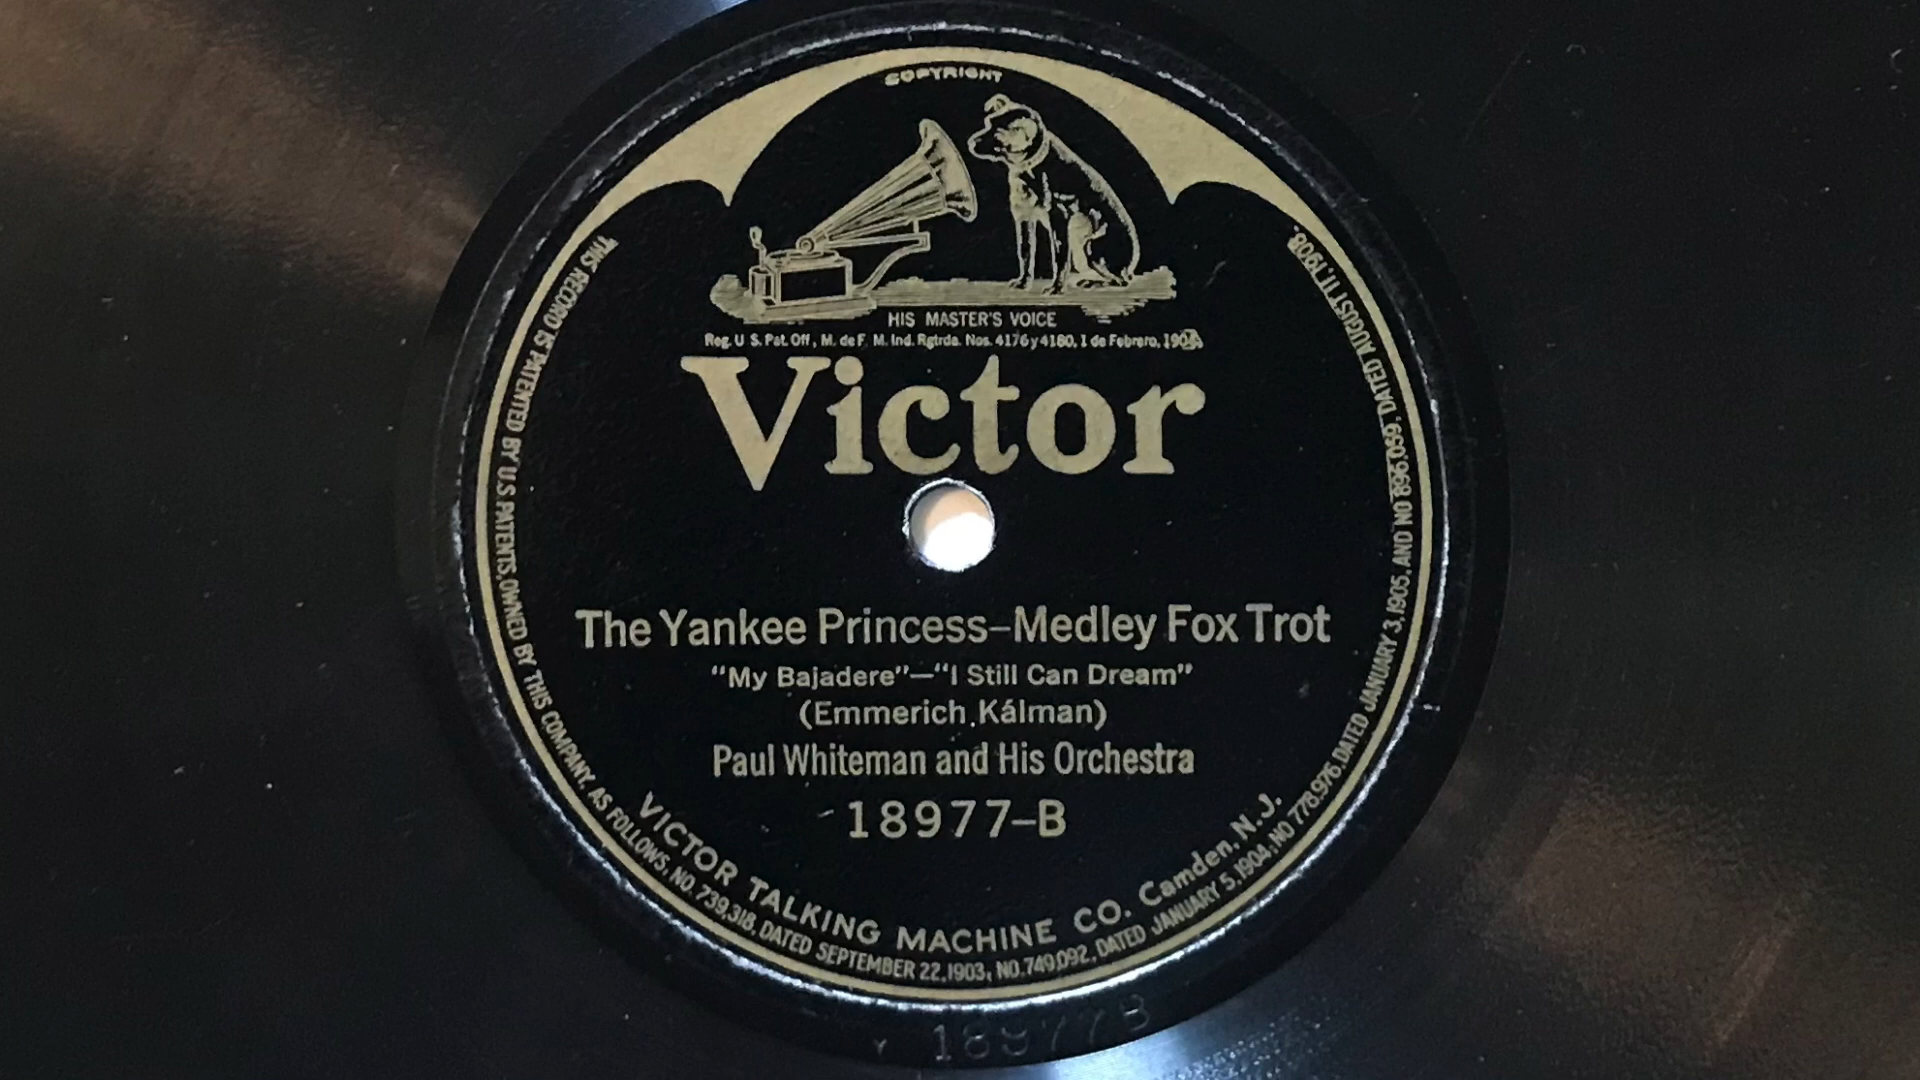 COPYRIGHT
HIS MASTER'S VOICE
Reg. U S. Pat. Off, M. de F. M. Ind. Rgtrda. Nos. 4176 y 4180, 1 de Febrero,
Victor
The Yankee Princess–Medley Fox Trot
"My Bajadere"—"I Still Can Dream"
(Emmerich Kálman)
Paul Whiteman and His Orchestra
18977–B
VICTOR TALKING MACHINE CO. Camden, N.J.
THIS RECORD IS PATENTED BY U.S PATENTS, OWNED BY THIS COMPANY, AS FOLLOWS, NO. 739,318, DATED SEPTEMBER 22,1903, NO. 749,092, DATED JANUARY 5,1904, NO 778,976, DATED JANUARY 3,1905, AND NO 896,059, DATED AUGUST 11, 1908.
18977B